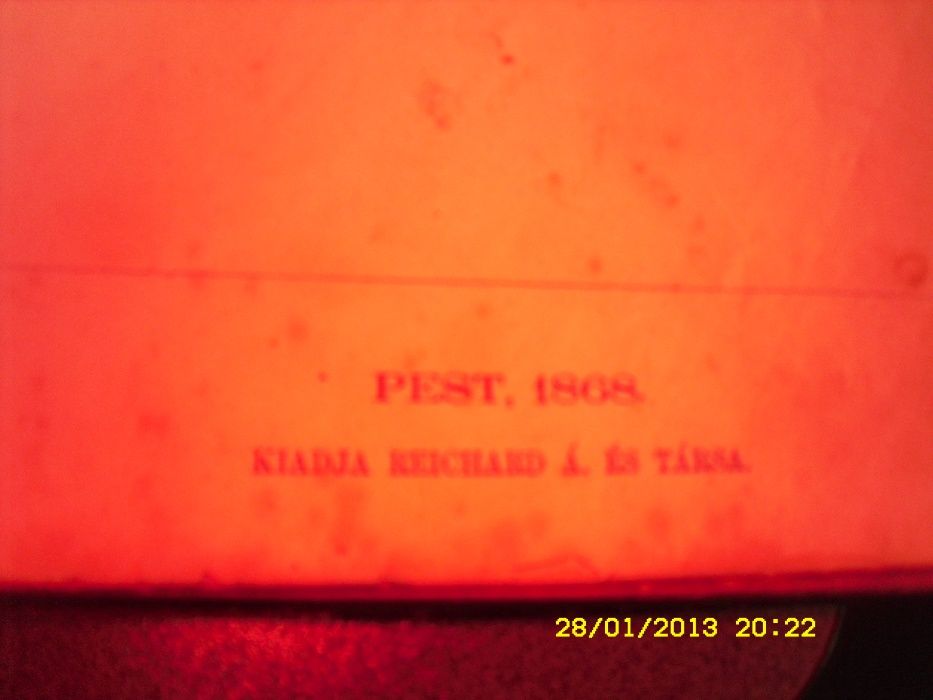 PEST, 1868.
KIADJA REICHARD Á. ÉS TÁRSA.
28/01/2013 20:22